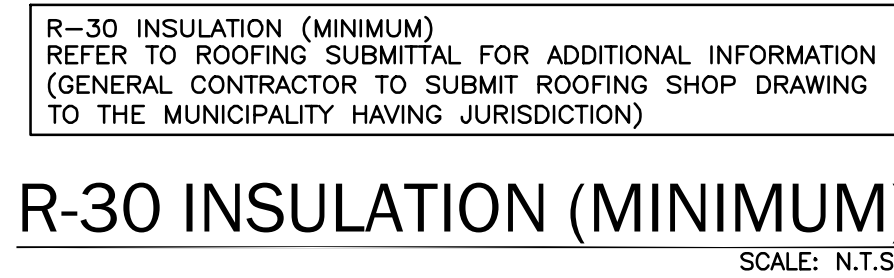 R-30 INSULATION (MINIMUM)
REFER TO ROOFING SUBMITTAL FOR ADDITIONAL INFORMATION
(GENERAL CONTRACTOR TO SUBMIT ROOFING SHOP DRAWING
TO THE MUNICIPALITY HAVING JURISDICTION)
R-30 INSULATION (MINIMUM)
SCALE: N.T.S